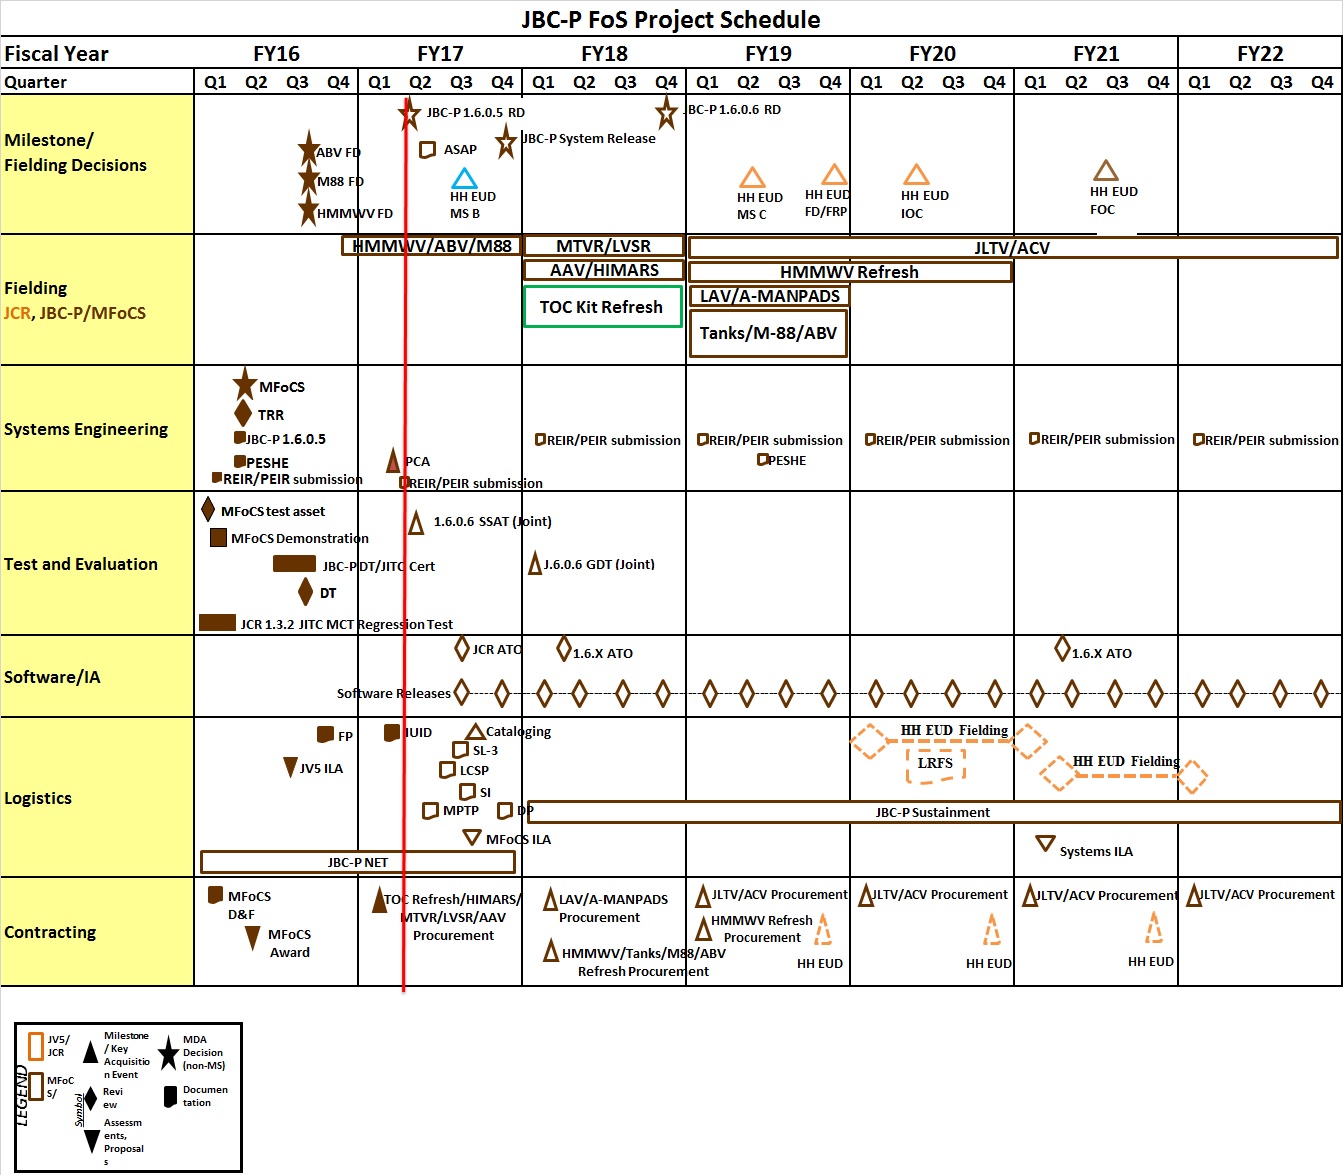 JBC-P FoS Project Schedule
Fiscal Year FY16 FY17 FY18 FY19 FY20 FY21 FY22
Quarter Q1 Q2 Q3 Q4 Q1 Q2 Q3 Q4 Q1 Q2 Q3 Q4 Q1 Q2 Q3 Q4 Q1 Q2 Q3 Q4 Q1 Q2 Q3 Q4 Q1 Q2 Q3 Q4
Milestone/
Fielding Decisions
ABV FD
M88 FD
HMMWV FD
JBC-P 1.6.0.5 RD
ASAP
JBC-P System Release
HH EUD
MS B
JBC-P 1.6.0.6 RD
HH EUD
MS C
HH EUD
FD/FRP
HH EUD
IOC
HH EUD
FOC
Fielding
JCR, JBC-P/MFoCS
HMMWV/ABV/M88
MTVR/LVSR
JLTV/ACV
AAV/HIMARS
HMMWV Refresh
TOC Kit Refresh
LAV/A-MANPADS
Tanks/M-88/ABV
Systems Engineering
MFoCS
TRR
JBC-P 1.6.0.5
PESHE
REIR/PEIR submission
PCA
REIR/PEIR submission
REIR/PEIR submission
REIR/PEIR submission
PESHE
REIR/PEIR submission
REIR/PEIR submission
REIR/PEIR submission
Test and Evaluation
MFoCS test asset
MFoCS Demonstration
JBC-P DT/JITC Cert
DT
JCR 1.3.2 JITC MCT Regression Test
1.6.0.6 SSAT (Joint)
J.6.0.6 GDT (Joint)
Software/IA
JCR ATO
1.6.X ATO
1.6.X ATO
Software Releases
Logistics
FP
JV5 ILA
IUID
Cataloging
SL-3
LCSP
SI
MPTP
DP
MFoCS ILA
JBC-P NET
HH EUD Fielding
LRFS
HH EUD Fielding
JBC-P Sustainment
Systems ILA
Contracting
MFoCS
D&F
MFoCS
Award
TOC Refresh/HIMARS/
MTVR/LVSR/AAV
Procurement
LAV/A-MANPADS
Procurement
HMMWV/Tanks/M88/ABV
Refresh Procurement
JLTV/ACV Procurement
HMMWV Refresh
Procurement
HH EUD
JLTV/ACV Procurement
HH EUD
JLTV/ACV Procurement
HH EUD
JLTV/ACV Procurement
LEGEND
JV5/
JCR
MFoC
S/
Symbol
Milestone
/ Key
Acquisitio
n Event
Revi
ew
Assessm
ents,
Proposal
s
MDA
Decision
(non-MS)
Documen
tation